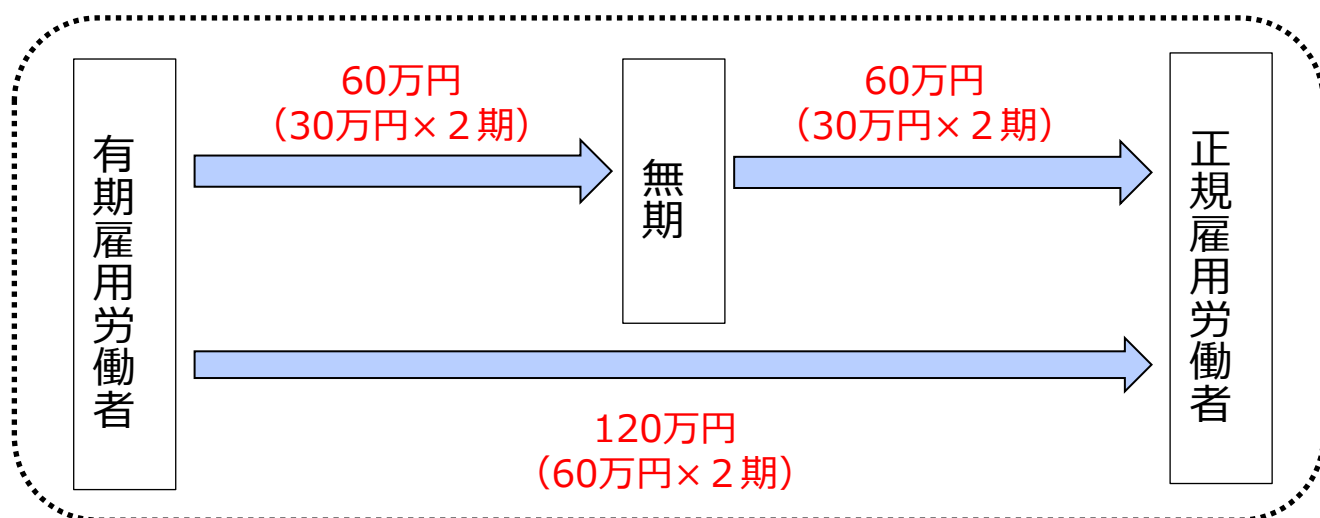 有期雇用労働者
60万円
（30万円×２期）
無期
60万円
（30万円×２期）
正規雇用労働者
120万円
（60万円×２期）